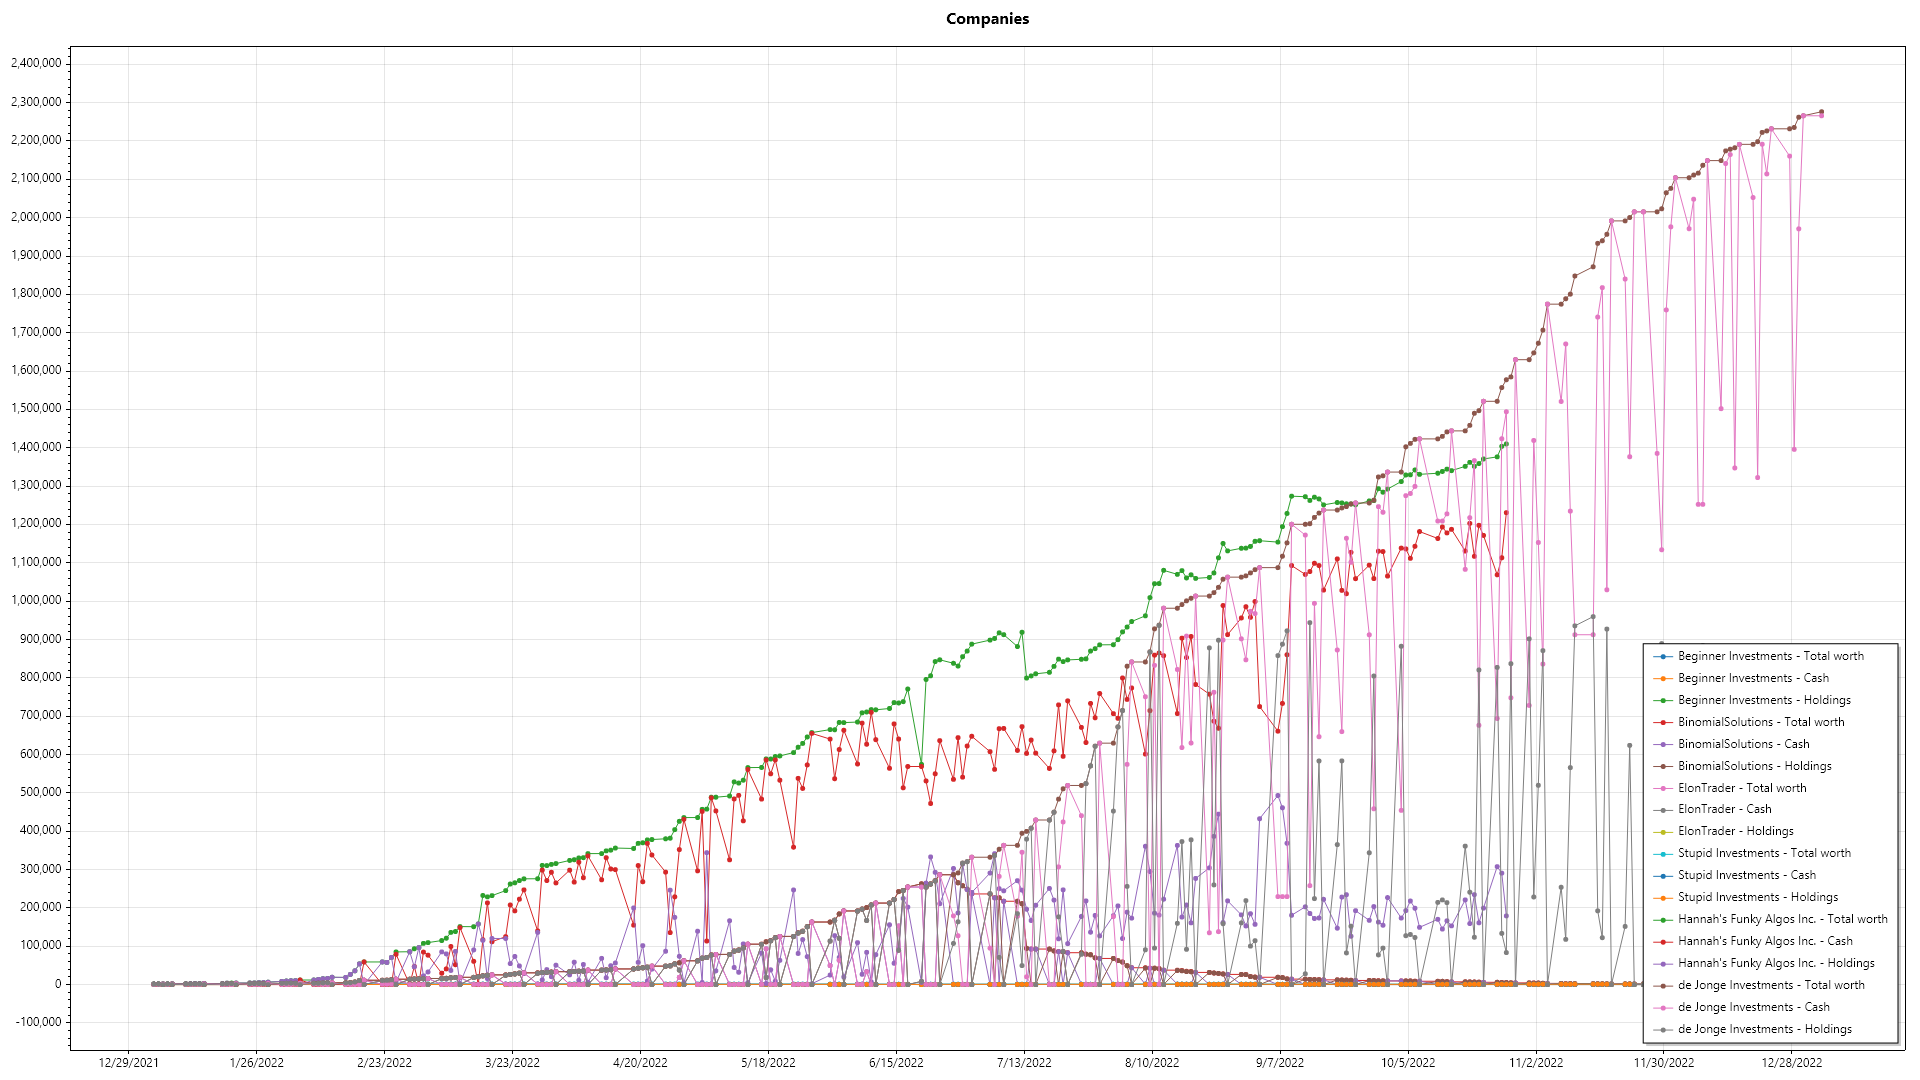 Companies
2,400,000
2,300,000
2,200,000
2,100,000
2,000,000
1,900,000
1,800,000
1,700,000
1,600,000
1,500,000
1,400,000
1,300,000
1,200,000
1,100,000
1,000,000
900,000
800,000
700,000
600,000
500,000
400,000
300,000
200,000
100,000
0
-100,000
Beginner Investments - Total worth
Beginner Investments - Cash
Beginner Investments - Holdings
BinomialSolutions - Total worth
BinomialSolutions - Cash
BinomialSolutions - Holdings
ElonTrader - Total worth
ElonTrader - Cash
ElonTrader - Holdings
Stupid Investments - Total worth
Stupid Investments - Cash
Stupid Investments - Holdings
Hannah's Funky Algos Inc. - Total worth
Hannah's Funky Algos Inc. - Cash
Hannah's Funky Algos Inc. - Holdings
de Jonge Investments - Total worth
de Jonge Investments - Cash
de Jonge Investments - Holdings
12/29/2021 1/26/2022 2/23/2022 3/23/2022 4/20/2022 5/18/2022 6/15/2022 7/13/2022 8/10/2022 9/7/2022 10/5/2022 11/2/2022 11/30/2022 12/28/2022